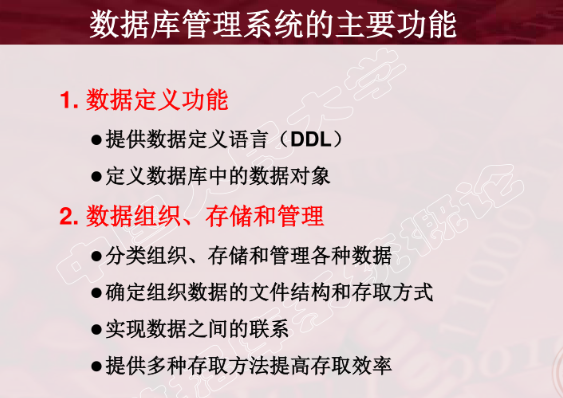 数据库管理系统的主要功能
1. 数据定义功能
●提供数据定义语言（DDL）
●定义数据库中的数据对象
2. 数据组织、存储和管理
●分类组织、存储和管理各种数据
●确定组织数据的文件结构和存取方式
●实现数据之间的联系
●提供多种存取方法提高存取效率